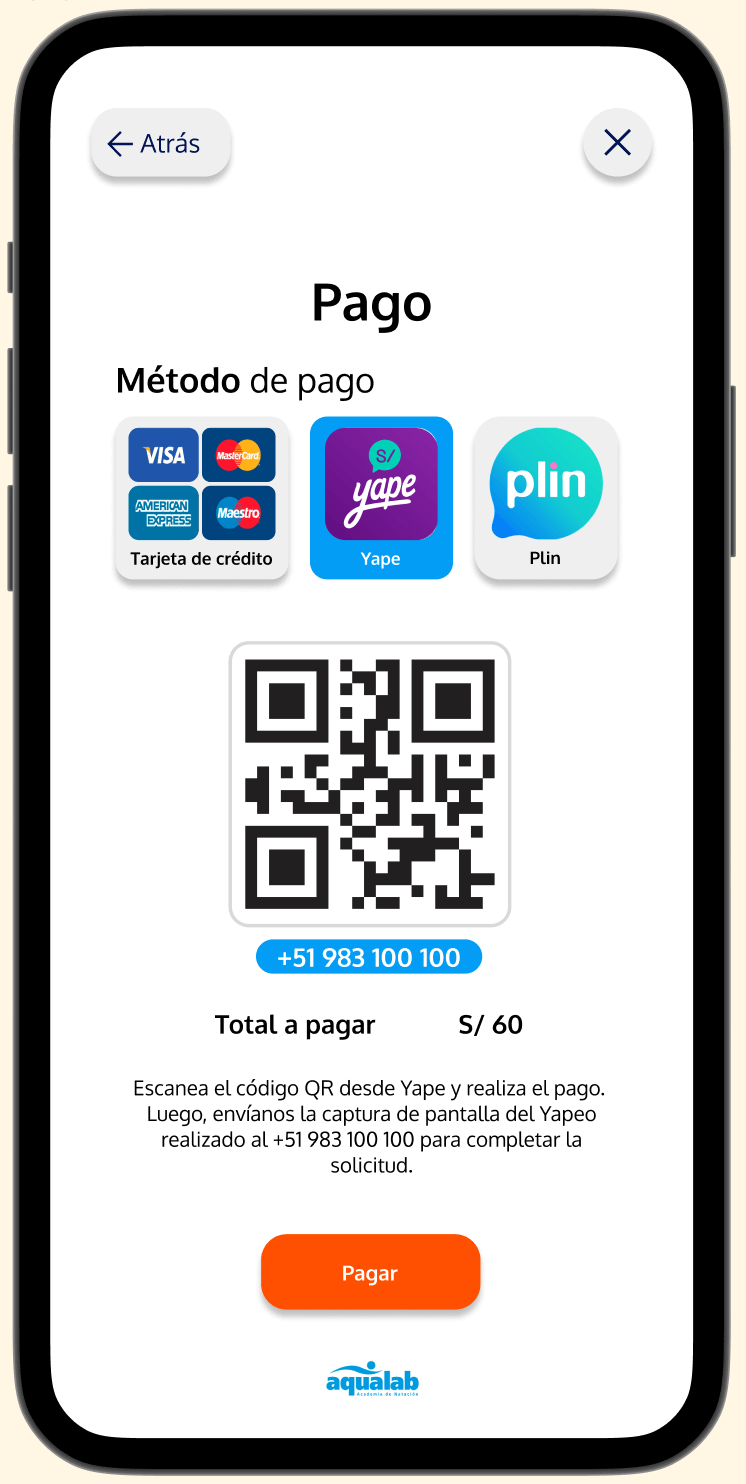 Atrás
Pago
Método de pago
VISA
MasterCard
AMERICAN EXPRESS
Maestro
Tarjeta de crédito
S/
yape
Yape
plin
Plin
+51 983 100 100
Total a pagar S/ 60
Escanea el código QR desde Yape y realiza el pago.
Luego, envíanos la captura de pantalla del Yapeo
realizado al +51 983 100 100 para completar la
solicitud.
Pagar
aqualab
Academia de Natación